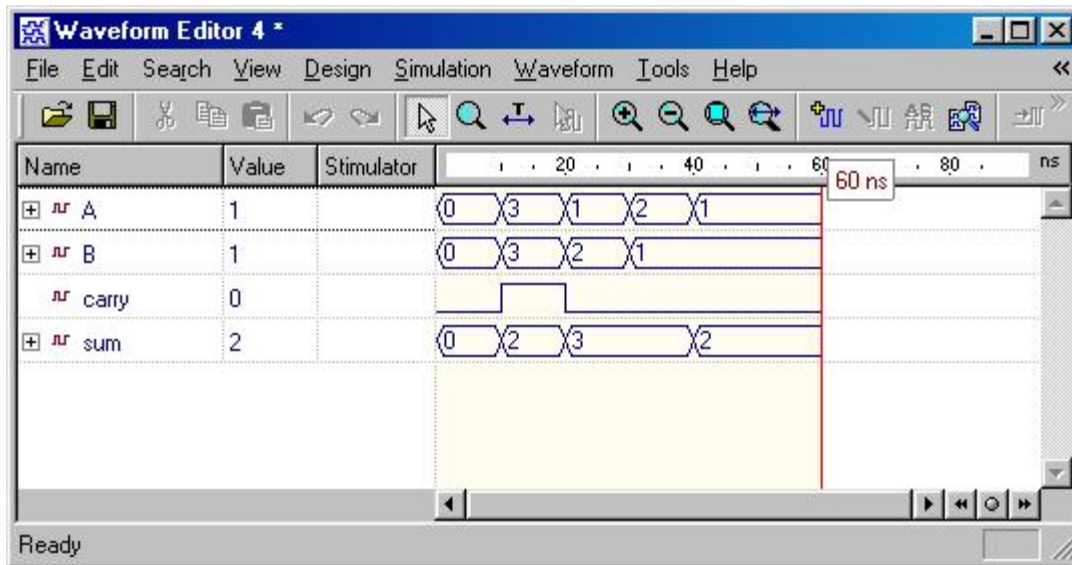 Waveform Editor 4 *
File Edit Search View Design Simulation Waveform Tools Help
Name Value Stimulator 20 40 60 80 ns
60 ns
A 1 0 3 1 2 1
B 1 0 3 2 1
carry 0
sum 2 0 2 3 2
Ready